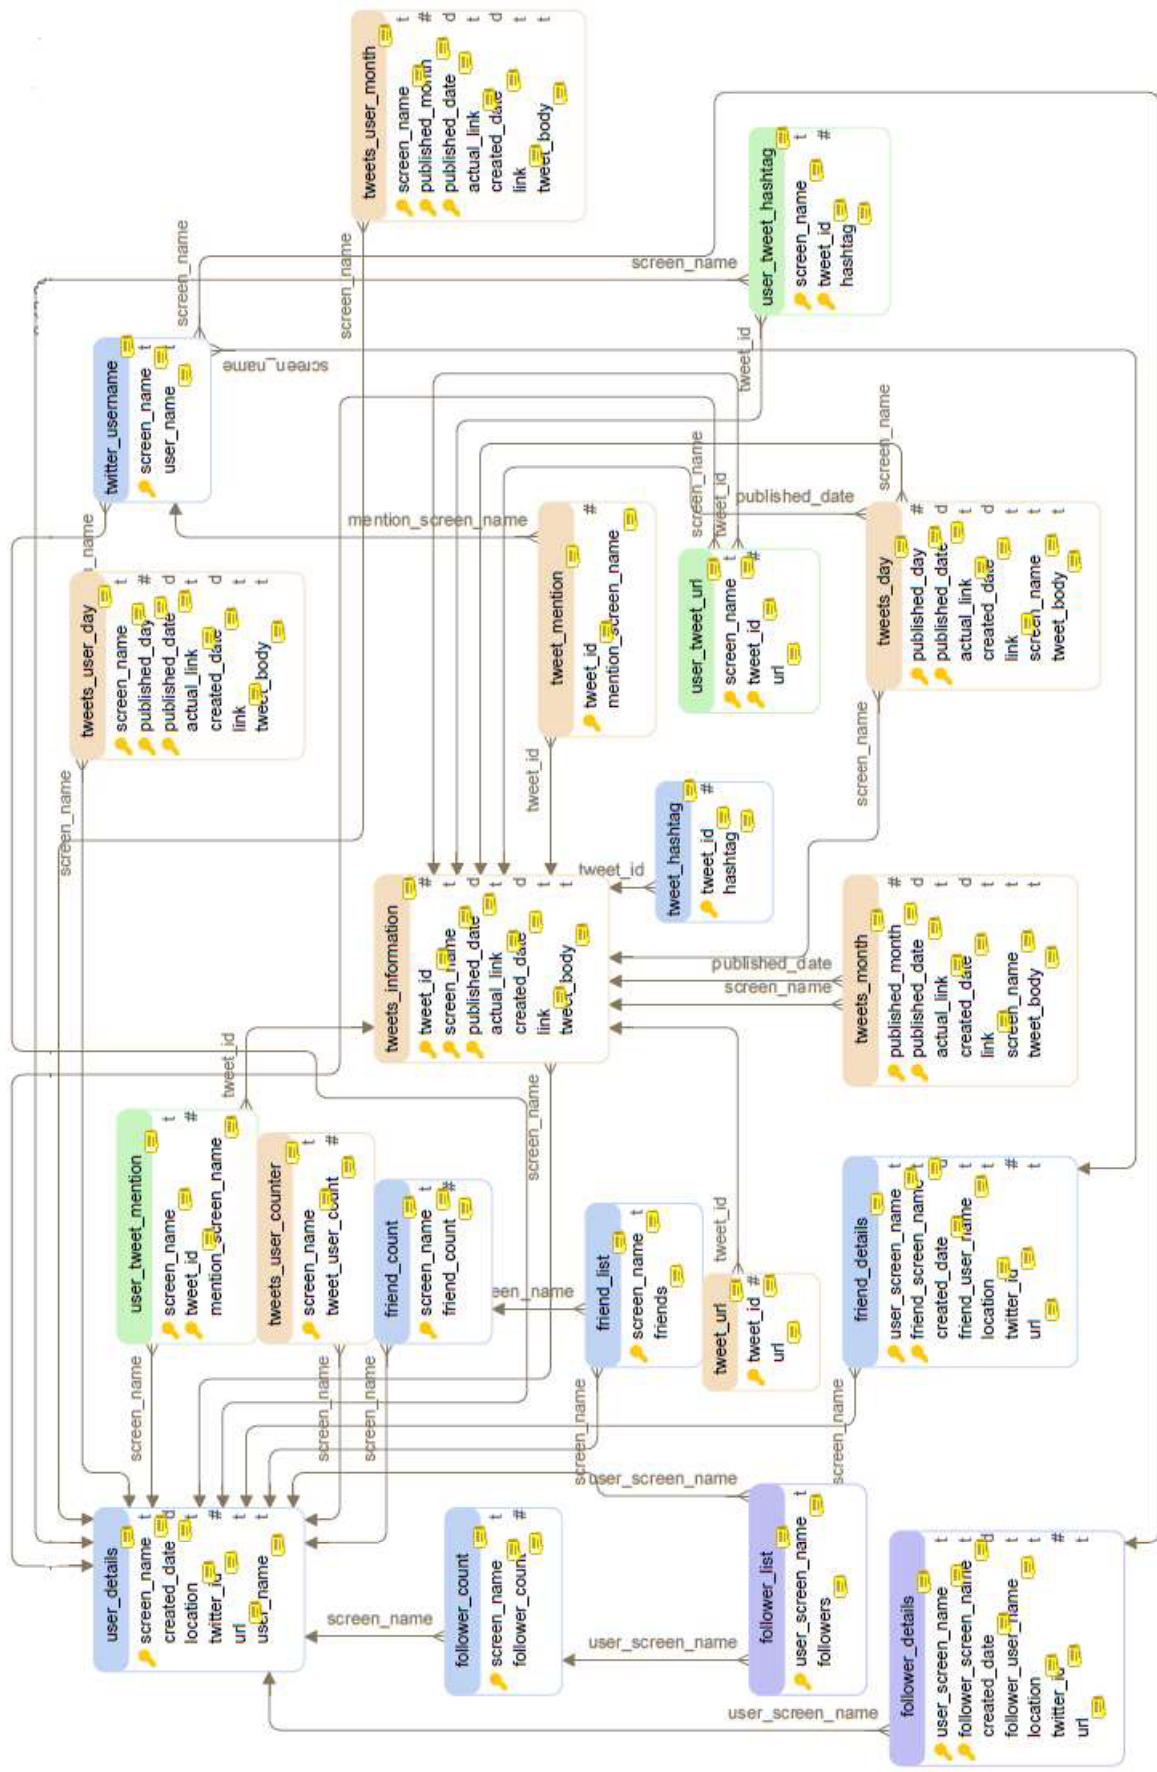 user_details
screen_name t
created_date d
location t
twitter_id #
url t
user_name t
user_tweet_mention
screen_name t
tweet_id #
mention_screen_name
tweets_user_counter
screen_name t
tweet_user_count #
friend_count
screen_name t
friend_count #
tweets_user_day
screen_name t
published_day #
published_date d
actual_link t
created_date d
link t
tweet_body t
twitter_username
screen_name t
user_name t
tweets_user_month
screen_name t
published_month #
published_date d
actual_link t
created_date d
link t
tweet_body t
tweets_information
tweet_id #
screen_name t
published_date d
actual_link t
created_date d
link t
tweet_body t
tweet_mention
tweet_id #
mention_screen_name
follower_count
screen_name t
follower_count #
friend_list
screen_name t
friends
tweet_url
tweet_id #
url
tweet_hashtag
tweet_id #
hashtag
user_tweet_url
screen_name t
tweet_id #
url
user_tweet_hashtag
screen_name t
tweet_id #
hashtag
follower_list
user_screen_name t
followers
friend_details
user_screen_name t
friend_screen_name t
created_date d
friend_user_name t
location t
twitter_id #
url t
tweets_month
published_month #
published_date d
actual_link t
created_date d
link t
screen_name t
tweet_body t
tweets_day
published_day #
published_date d
actual_link t
created_date d
link t
screen_name t
tweet_body t
follower_details
user_screen_name t
follower_screen_name t
created_date d
follower_user_name t
location t
twitter_id #
url t
screen_name
screen_name
screen_name
screen_name
screen_name
user_screen_name
user_screen_name
user_screen_name
screen_name
screen_name
een_name
screen_name
tweet_id
tweet_id
screen_name
_name
tweet_id
tweet_id
mention_screen_name
published_date
screen_name
screen_name
published_date
screen_name
screen_name
tweet_id
tweet_id
screen_name
screen_name
screen_name
screen_name